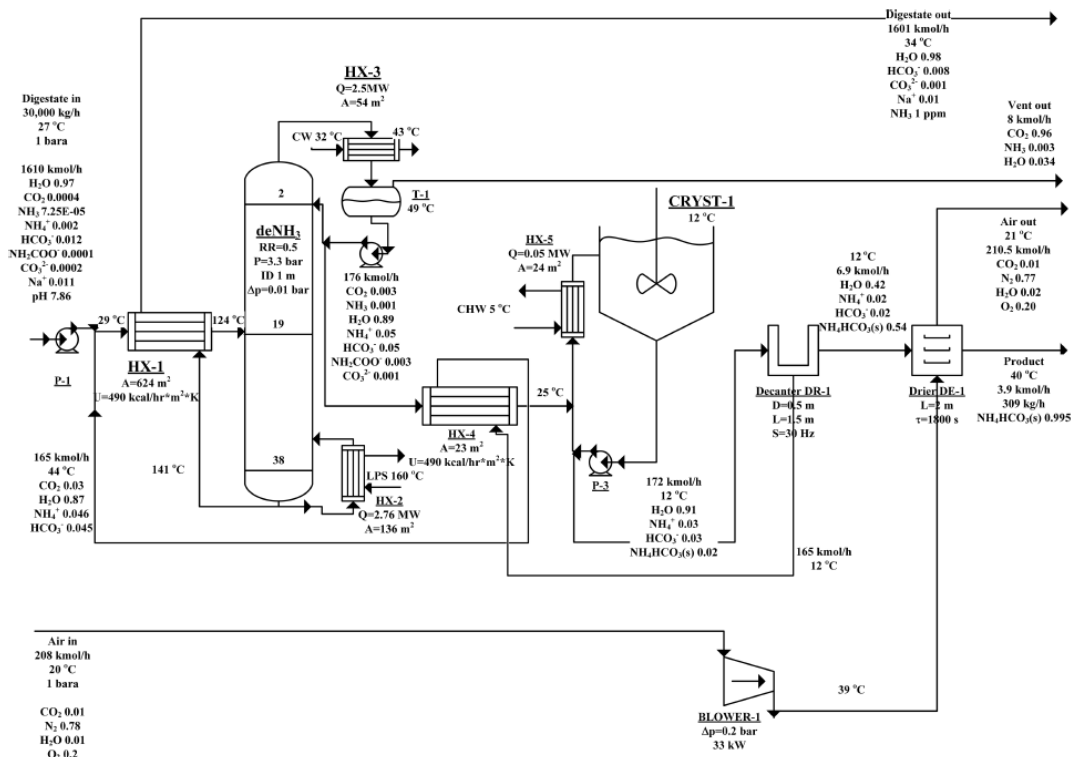 Digestate in
30,000 kg/h
27 °C
1 bara
1610 kmol/h
H₂O 0.97
CO₂ 0.0004
NH₃ 7.25E-05
NH₄⁺ 0.002
HCO₃⁻ 0.012
NH₂COO⁻ 0.0001
CO₃²⁻ 0.0002
Na⁺ 0.011
pH 7.86
P-1
29 °C
HX-1
A=624 m²
U=490 kcal/hr*m²*K
124 °C
165 kmol/h
44 °C
CO₂ 0.03
H₂O 0.87
NH₄⁺ 0.046
HCO₃⁻ 0.045
141 °C
2
deNH₃
RR=0.5
P=3.3 bar
ID 1 m
Δp=0.01 bar
19
38
HX-3
Q=2.5MW
A=54 m²
CW 32 °C
43 °C
T-1
49 °C
176 kmol/h
CO₂ 0.003
NH₃ 0.001
H₂O 0.89
NH₄⁺ 0.05
HCO₃⁻ 0.05
NH₂COO⁻ 0.003
CO₃²⁻ 0.001
LPS 160 °C
HX-2
Q=2.76 MW
A=136 m²
HX-4
A=23 m²
U=490 kcal/hr*m²*K
25 °C
HX-5
Q=0.05 MW
A=24 m²
CHW 5 °C
CRYST-1
12 °C
P-3
172 kmol/h
12 °C
H₂O 0.91
NH₄⁺ 0.03
HCO₃⁻ 0.03
NH₄HCO₃(s) 0.02
Decanter DR-1
D=0.5 m
L=1.5 m
S=30 Hz
165 kmol/h
12 °C
12 °C
6.9 kmol/h
H₂O 0.42
NH₄⁺ 0.02
HCO₃⁻ 0.02
NH₄HCO₃(s) 0.54
Drier DE-1
L=2 m
τ=1800 s
Digestate out
1601 kmol/h
34 °C
H₂O 0.98
HCO₃⁻ 0.008
CO₃²⁻ 0.001
Na⁺ 0.01
NH₃ 1 ppm
Vent out
8 kmol/h
CO₂ 0.96
NH₃ 0.003
H₂O 0.034
Air out
21 °C
210.5 kmol/h
CO₂ 0.01
N₂ 0.77
H₂O 0.02
O₂ 0.20
Product
40 °C
3.9 kmol/h
309 kg/h
NH₄HCO₃(s) 0.995
Air in
208 kmol/h
20 °C
1 bara
CO₂ 0.01
N₂ 0.78
H₂O 0.01
O₂ 0.2
39 °C
BLOWER-1
Δp=0.2 bar
33 kW